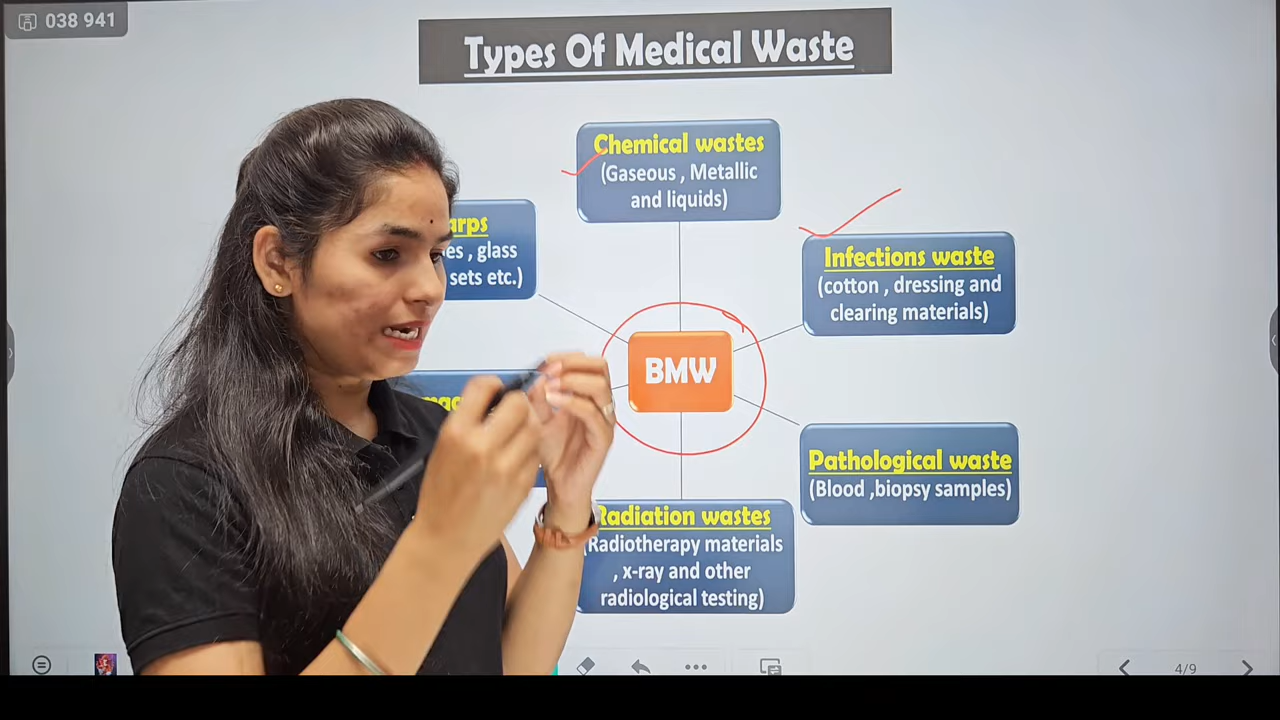 038 941
Types Of Medical Waste
Chemical wastes
(Gaseous , Metallic
and liquids)
glass
sets etc.)
Infections waste
(cotton , dressing and
clearing materials)
BMW
Pathological waste
(Blood ,biopsy samples)
Radiation wastes
(Radiotherapy materials
, x-ray and other
radiological testing)
4/9